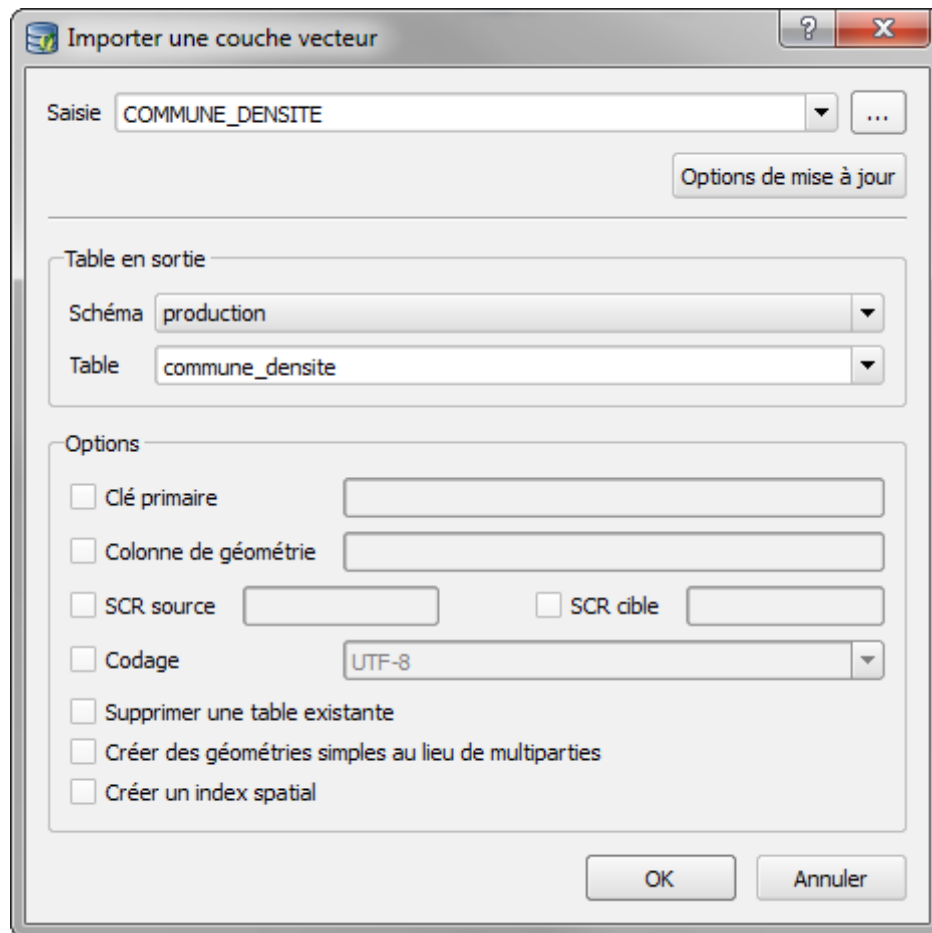 Importer une couche vecteur
Saisie COMMUNE_DENSITE ...
Options de mise à jour
Table en sortie
Schéma production
Table commune_densite
Options
Clé primaire
Colonne de géométrie
SCR source SCR cible
Codage UTF-8
Supprimer une table existante
Créer des géométries simples au lieu de multiparties
Créer un index spatial
OK Annuler